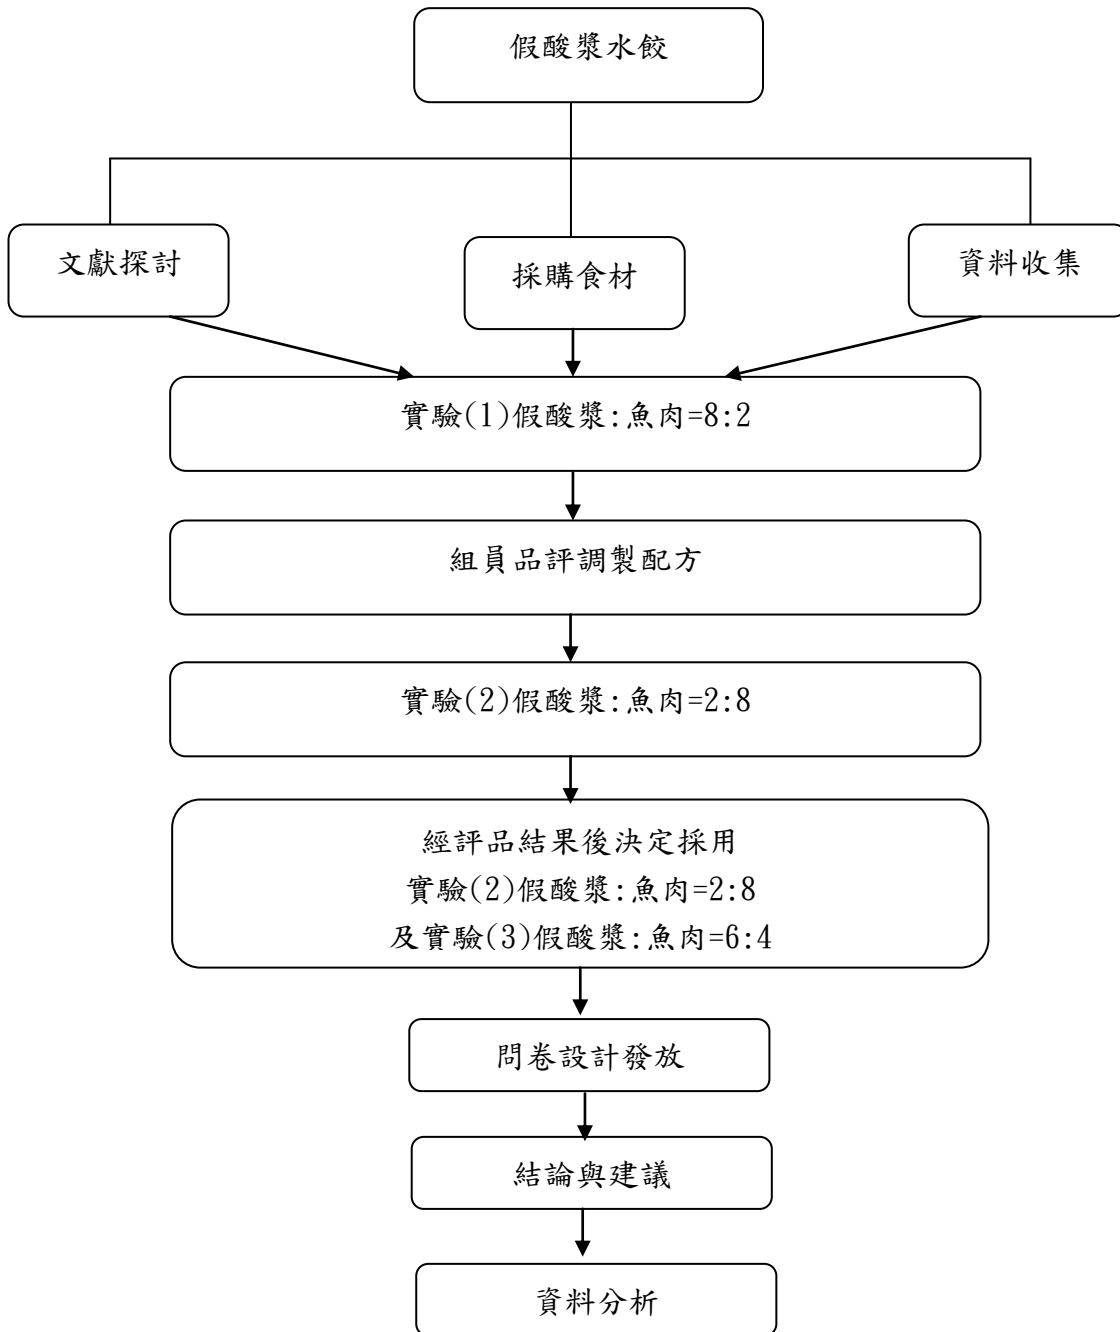 假酸漿水餃
文獻探討
採購食材
資料收集
實驗(1)假酸漿:魚肉=8:2
組員品評調製配方
實驗(2)假酸漿:魚肉=2:8
經評品結果後決定採用
實驗(2)假酸漿:魚肉=2:8
及實驗(3)假酸漿:魚肉=6:4
問卷設計發放
結論與建議
資料分析